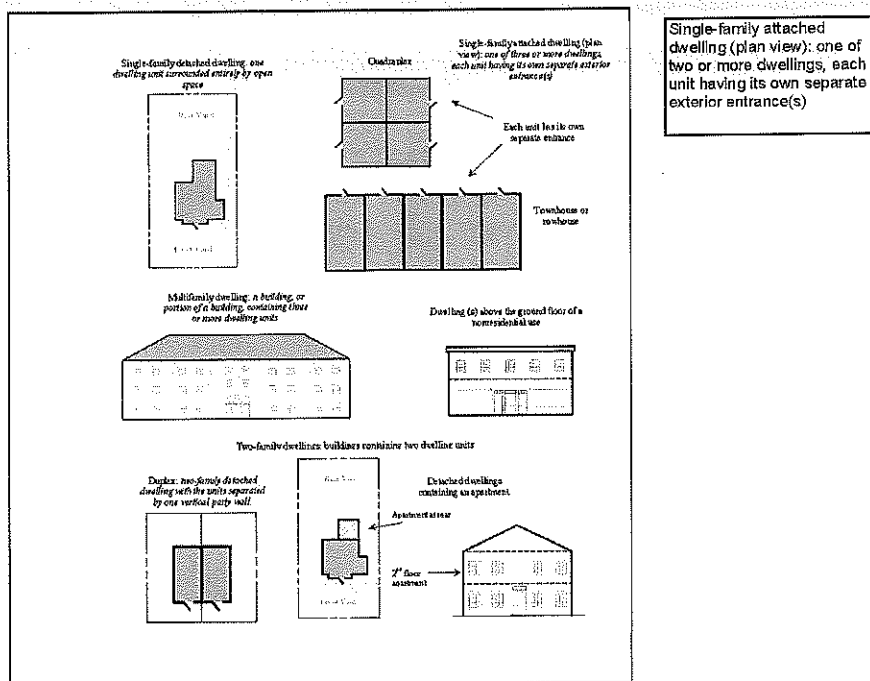 Single-family detached dwelling: one
dwelling unit surrounded entirely by open
space
Rear Yard
Front Yard
Quadraplex
Single-family attached dwelling (plan
view): one of three or more dwellings,
each unit having its own separate exterior
entrance(s)
Each unit has its own
separate entrance
Townhouse or
rowhouse
Single-family attached
dwelling (plan view): one of
two or more dwellings, each
unit having its own separate
exterior entrance(s)
Multifamily dwelling: a building, or
portion of a building, containing three
or more dwelling units
Dwelling (s) above the ground floor of a
nonresidential use
Two-family dwellings: buildings containing two dwelling units
Duplex: two-family detached
dwelling with the units separated
by one vertical party wall.
Rear Yard
Front Yard
Detached dwellings
containing an apartment
Apartment at rear
floor
apartment